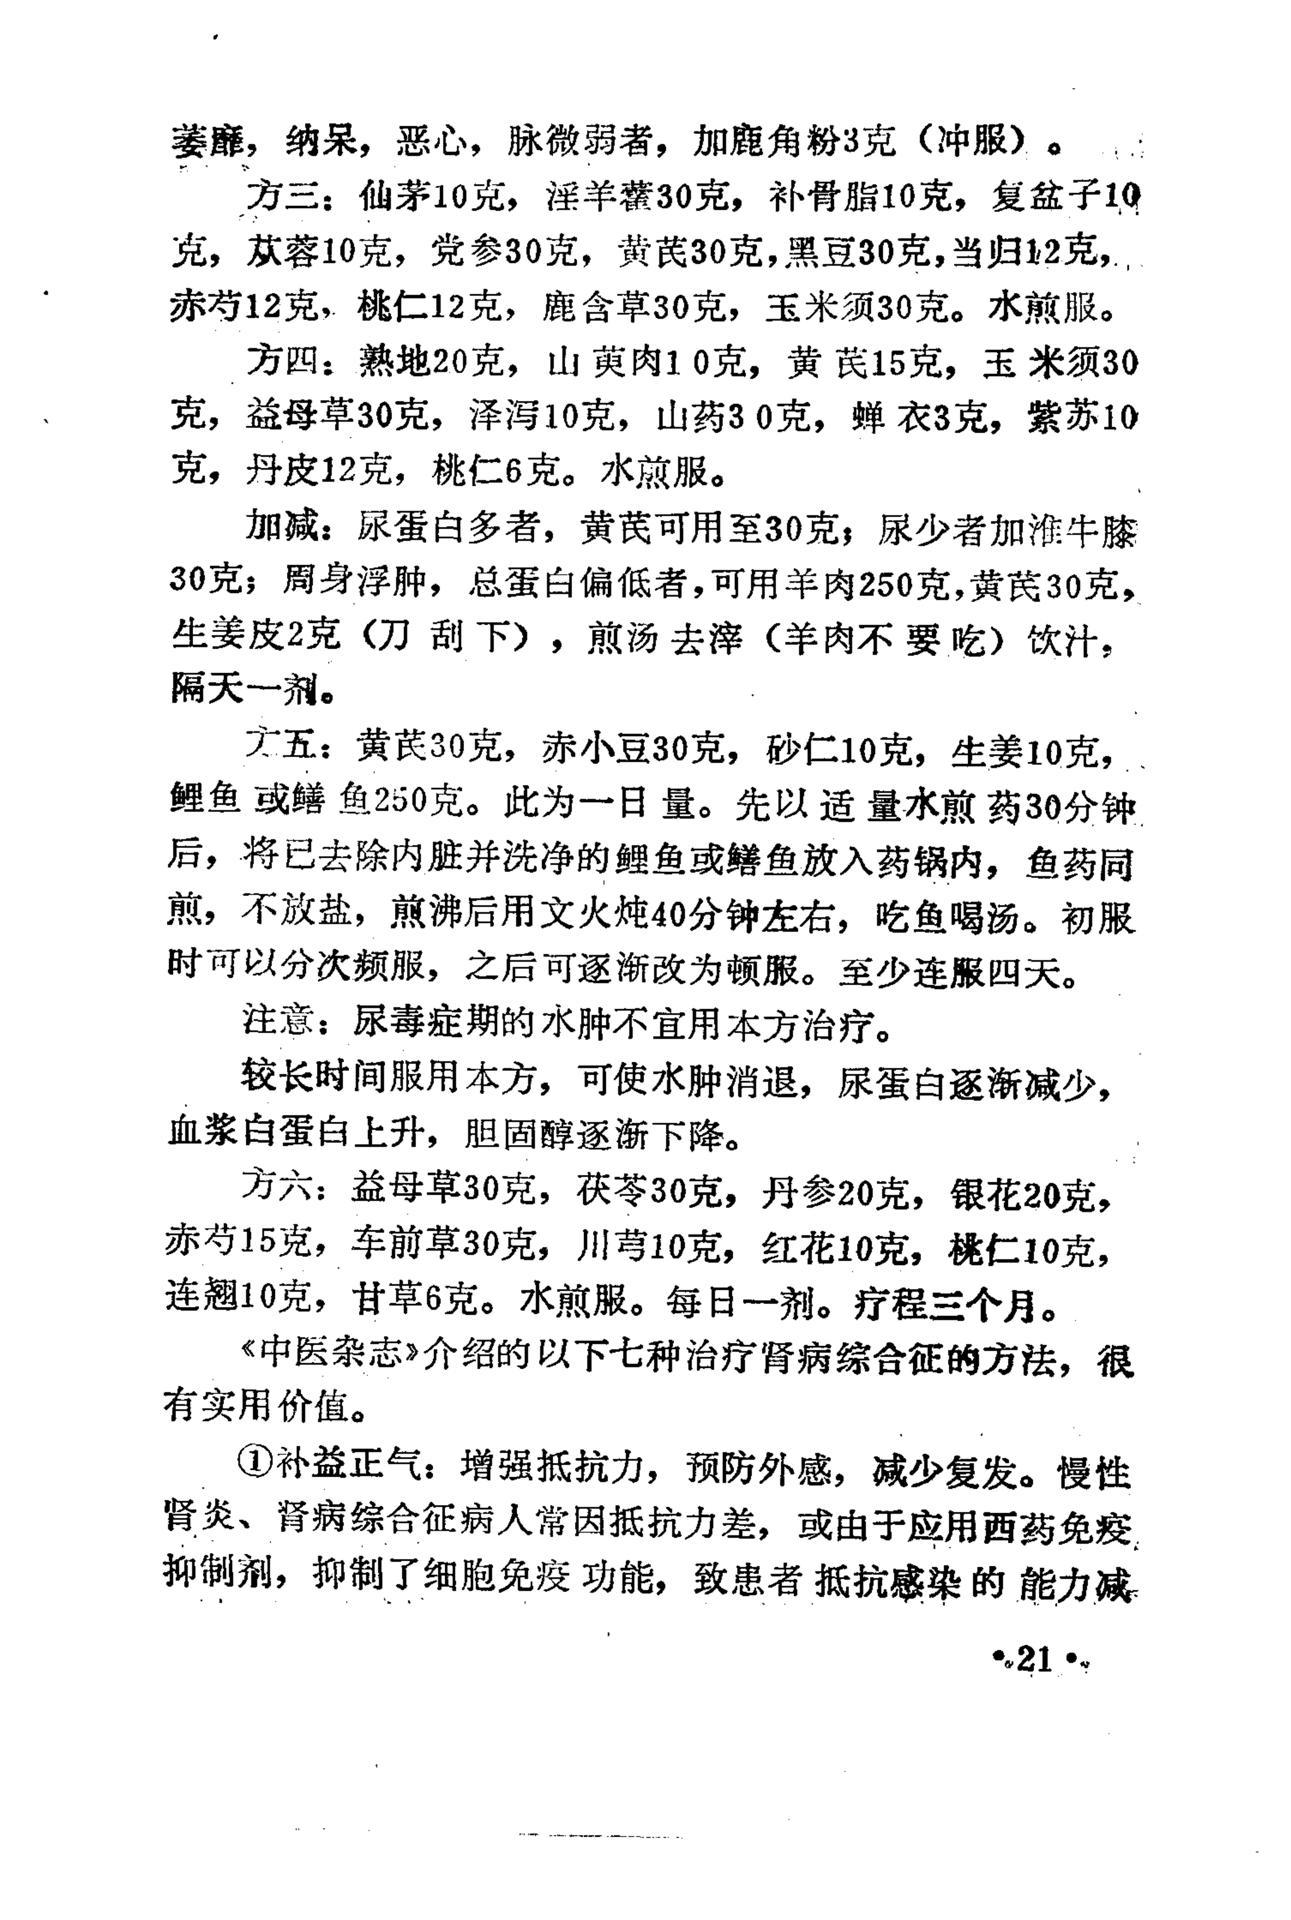 萎靡，纳呆，恶心，脉微弱者，加鹿角粉3克（冲服）。
方三：仙茅10克，淫羊藿30克，补骨脂10克，复盆子10
克，苁蓉10克，党参30克，黄芪30克，黑豆30克，当归12克，
赤芍12克，桃仁12克，鹿含草30克，玉米须30克。水煎服。
方四：熟地20克，山萸肉10克，黄芪15克，玉米须30
克，益母草30克，泽泻10克，山药30克，蝉衣3克，紫苏10
克，丹皮12克，桃仁6克。水煎服。
加减：尿蛋白多者，黄芪可用至30克；尿少者加淮牛膝
30克；周身浮肿，总蛋白偏低者，可用羊肉250克，黄芪30克，
生姜皮2克（刀刮下），煎汤去滓（羊肉不要吃）饮汁，
隔天一剂。
方五：黄芪30克，赤小豆30克，砂仁10克，生姜10克，
鲤鱼或鳝鱼250克。此为一日量。先以适量水煎药30分钟
后，将已去除内脏并洗净的鲤鱼或鳝鱼放入药锅内，鱼药同
煎，不放盐，煎沸后用文火炖40分钟左右，吃鱼喝汤。初服
时可以分次频服，之后可逐渐改为顿服。至少连服四天。
注意：尿毒症期的水肿不宜用本方治疗。
较长时间服用本方，可使水肿消退，尿蛋白逐渐减少，
血浆白蛋白上升，胆固醇逐渐下降。
方六：益母草30克，茯苓30克，丹参20克，银花20克，
赤芍15克，车前草30克，川芎10克，红花10克，桃仁10克，
连翘10克，甘草6克。水煎服。每日一剂。疗程三个月。
《中医杂志》介绍的以下七种治疗肾病综合征的方法，很
有实用价值。
①补益正气：增强抵抗力，预防外感，减少复发。慢性
肾炎、肾病综合征病人常因抵抗力差，或由于应用西药免疫
抑制剂，抑制了细胞免疫功能，致患者抵抗感染的能力减
•21•